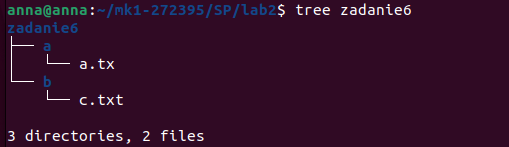 anna@anna:~/mk1-272395/SP/lab2$ tree zadanie6
zadanie6
├── a
│   └── a.tx
└── b
    └── c.txt

3 directories, 2 files